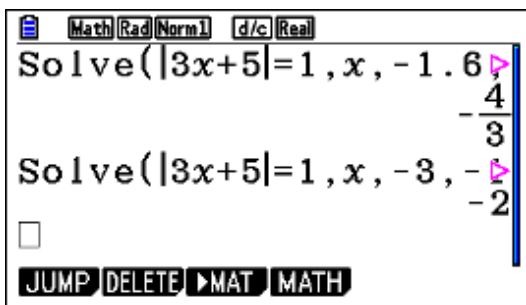 Math Rad Norm1 d/c Real
Solve(|3x+5|=1,x,-1.6,
-4/3
Solve(|3x+5|=1,x,-3,-
-2
JUMP DELETE ▶MAT MATH